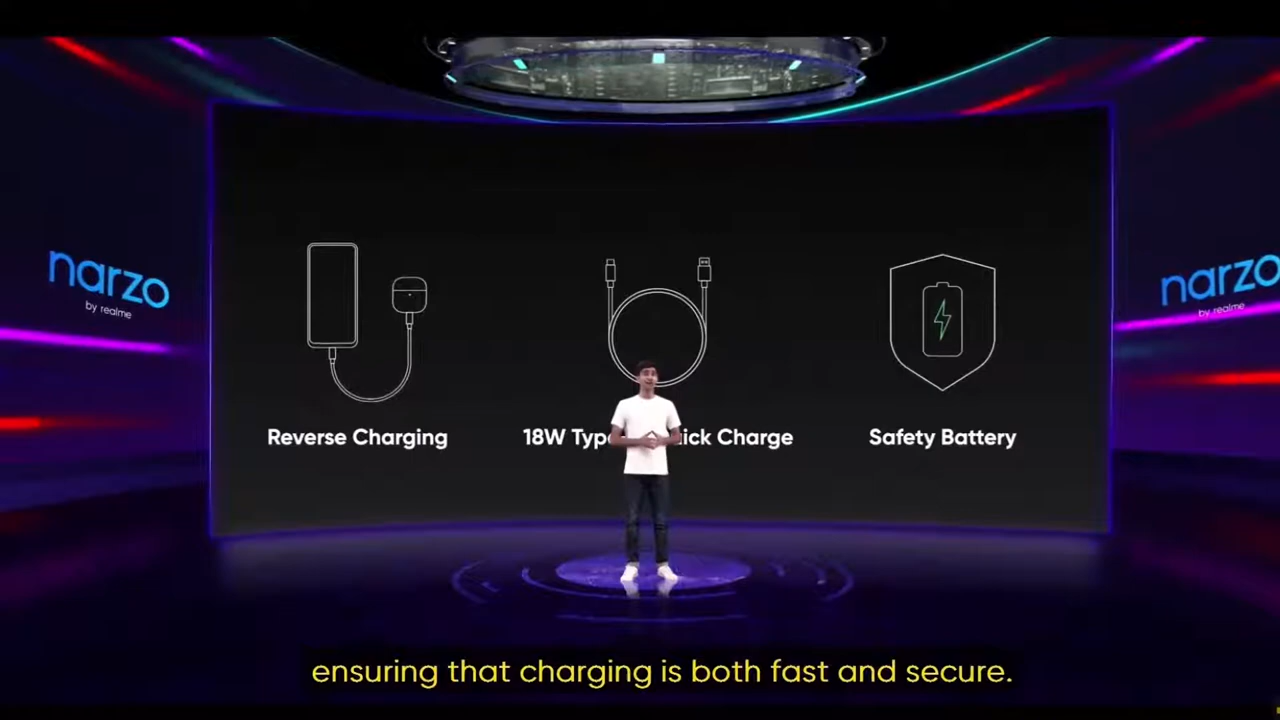 narzo
by realme
narzo
by realme
Reverse Charging
18W Typ ick Charge
Safety Battery
ensuring that charging is both fast and secure.